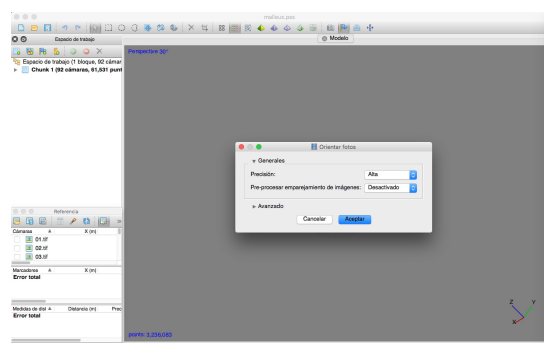 malleus.psx
Espacio de trabajo
Modelo
Espacio de trabajo (1 bloque, 92 cámar
Chunk 1 (92 cámaras, 61,531 punt
Perspective 30°
Orientar fotos
Generales
Precisión: Alta
Pre-procesar emparejamiento de imágenes: Desactivado
Avanzado
Cancelar Aceptar
Referencia
Cámaras X (m)
01.tif
02.tif
03.tif
Marcadores X (m)
Error total
Medidas de dist Distancia (m) Prec
Error total
points: 3,236,083
Z Y
X